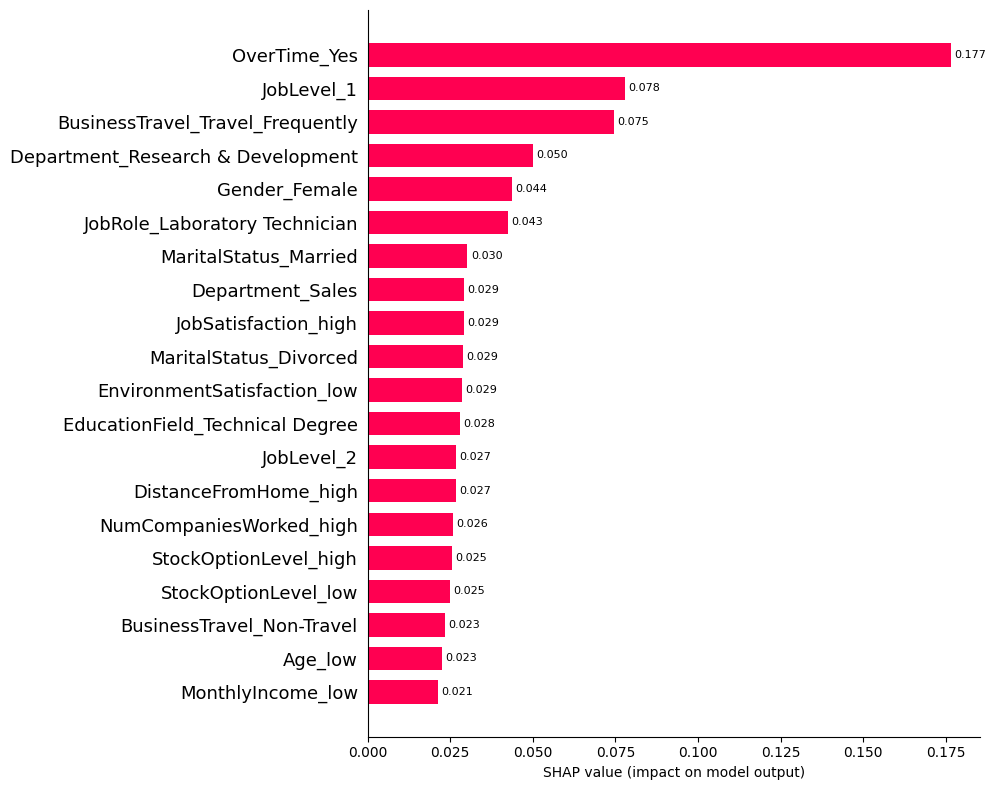 OverTime_Yes 0.177
JobLevel_1 0.078
BusinessTravel_Travel_Frequently 0.075
Department_Research & Development 0.050
Gender_Female 0.044
JobRole_Laboratory Technician 0.043
MaritalStatus_Married 0.030
Department_Sales 0.029
JobSatisfaction_high 0.029
MaritalStatus_Divorced 0.029
EnvironmentSatisfaction_low 0.029
EducationField_Technical Degree 0.028
JobLevel_2 0.027
DistanceFromHome_high 0.027
NumCompaniesWorked_high 0.026
StockOptionLevel_high 0.025
StockOptionLevel_low 0.025
BusinessTravel_Non-Travel 0.023
Age_low 0.023
MonthlyIncome_low 0.021
0.000 0.025 0.050 0.075 0.100 0.125 0.150 0.175
SHAP value (impact on model output)